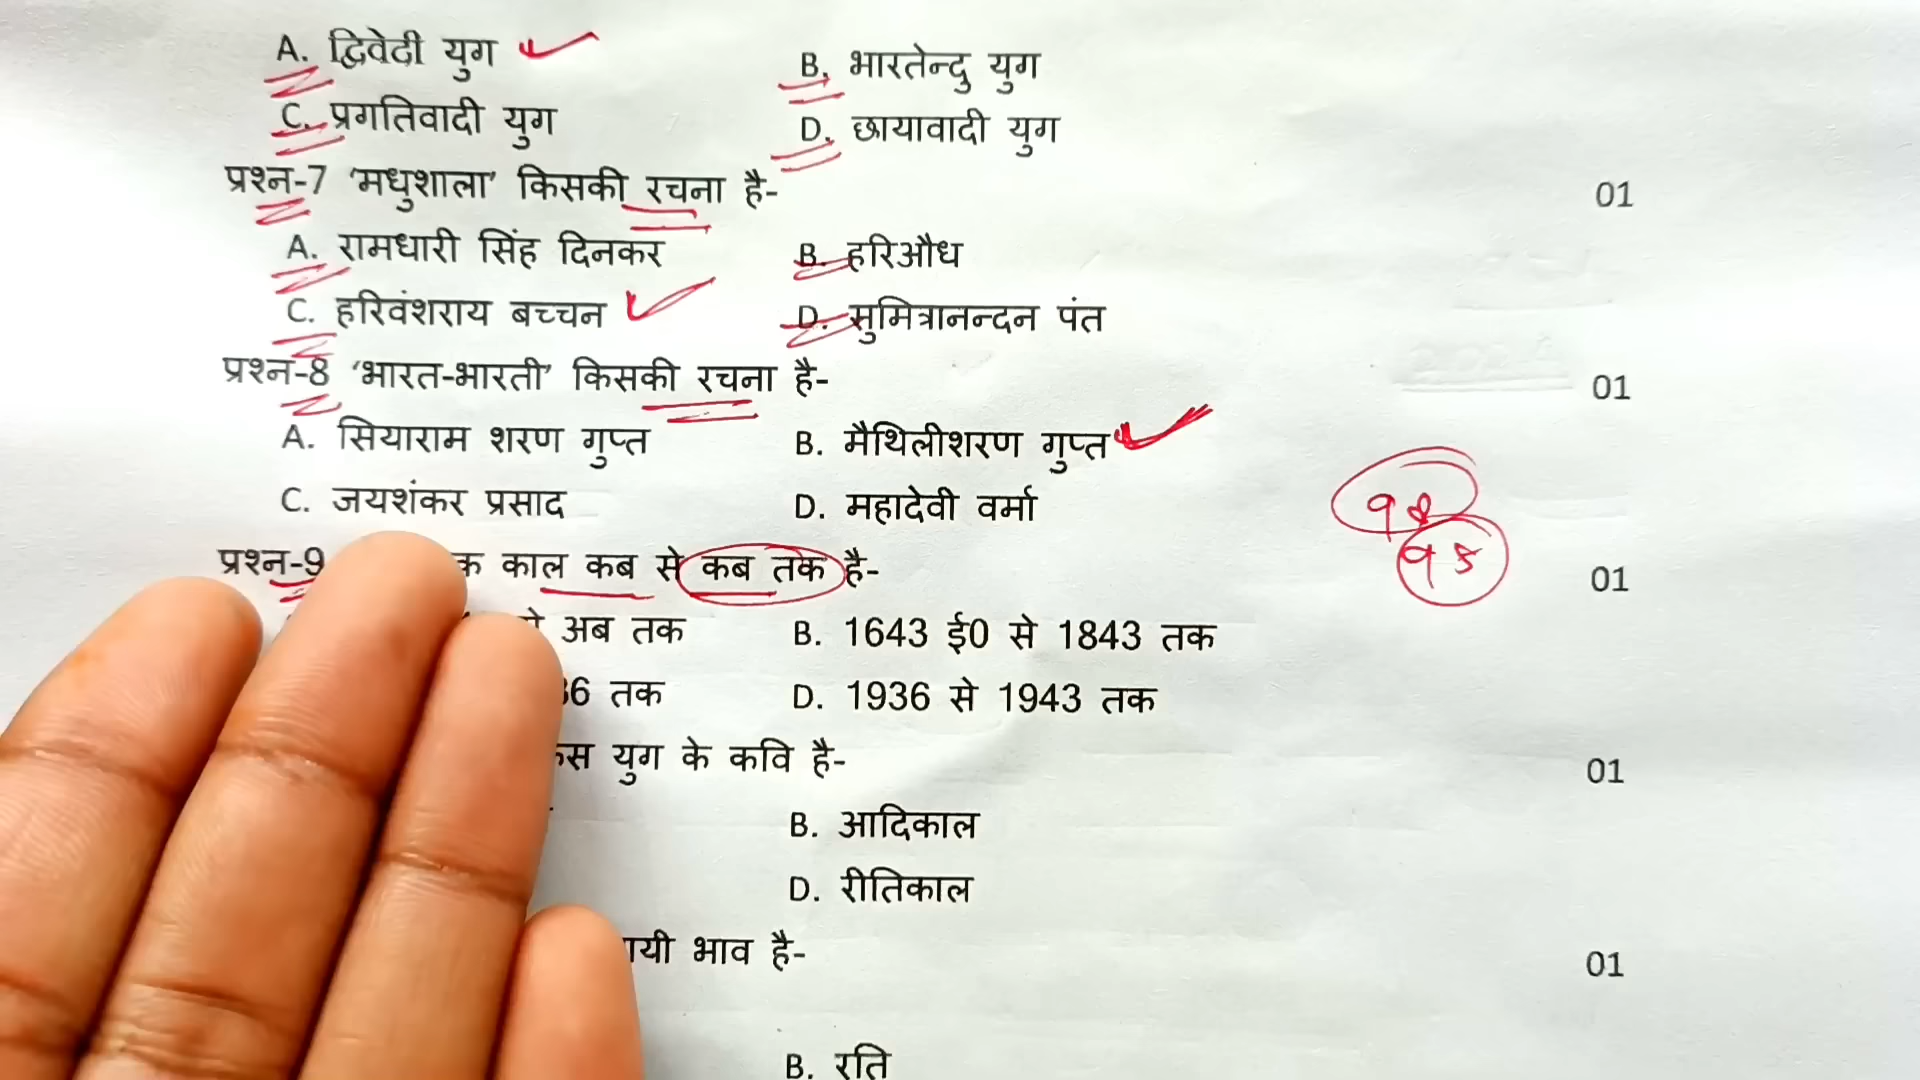 A. द्विवेदी युग B. भारतेन्दु युग
C. प्रगतिवादी युग D. छायावादी युग
प्रश्न-7 'मधुशाला' किसकी रचना है- 01
A. रामधारी सिंह दिनकर B. हरिऔध
C. हरिवंशराय बच्चन D. सुमित्रानन्दन पंत
प्रश्न-8 'भारत-भारती' किसकी रचना है- 01
A. सियाराम शरण गुप्त B. मैथिलीशरण गुप्त
C. जयशंकर प्रसाद D. महादेवी वर्मा
प्रश्न-9 काल कब से कब तक है- 01
अब तक B. 1643 ई0 से 1843 तक
तक D. 1936 से 1943 तक
युग के कवि है- 01
B. आदिकाल
D. रीतिकाल
भाव है- 01
B. रति